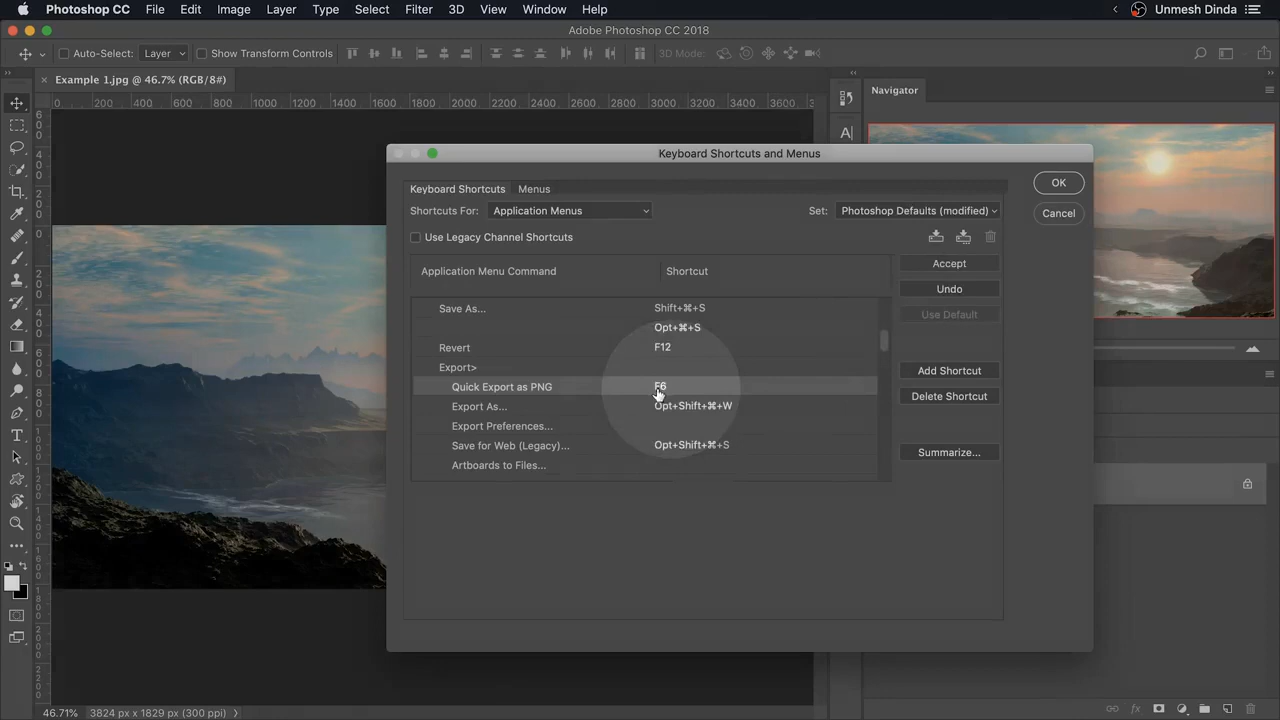 Photoshop CC File Edit Image Layer Type Select Filter 3D View Window Help Unmesh Dinda
Adobe Photoshop CC 2018
Auto-Select: Layer Show Transform Controls 3D Mode:
Example 1.jpg @ 46.7% (RGB/8#)
Navigator
0 200 400 600 800 1000 1200 1400 1600 1800 2000 2200 2400 2600 2800 3000 3200 3400 3600
Keyboard Shortcuts and Menus
Keyboard Shortcuts Menus
OK
Shortcuts For: Application Menus Set: Photoshop Defaults (modified)
Cancel
Use Legacy Channel Shortcuts
Application Menu Command Shortcut
Accept
Undo
Use Default
Save As... Shift+⌘+S
Opt+⌘+S
Revert F12
Export>
Add Shortcut
Quick Export as PNG F6
Delete Shortcut
Export As... Opt+Shift+⌘+W
Export Preferences...
Save for Web (Legacy)... Opt+Shift+⌘+S
Summarize...
Artboards to Files...
46.71% 3824 px x 1829 px (300 ppi)